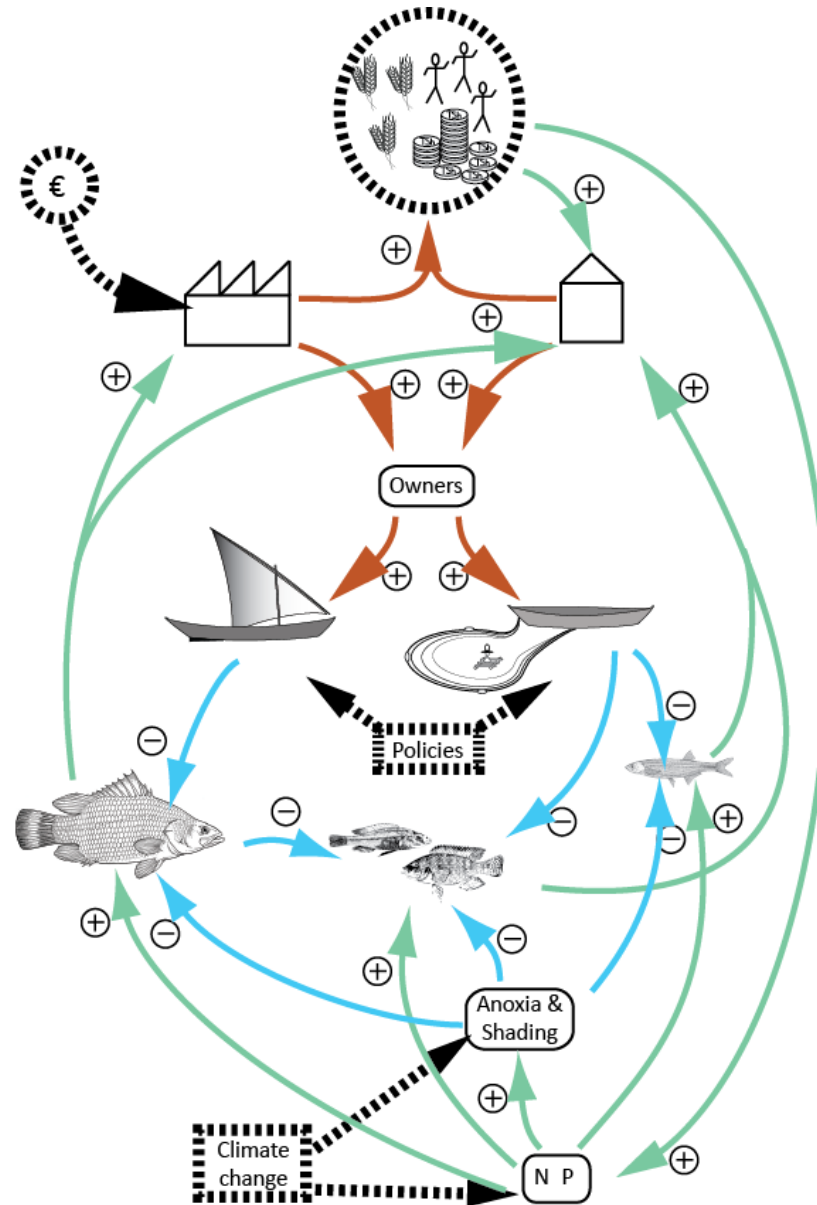 €
Owners
Policies
Anoxia &
Shading
Climate
change
N P